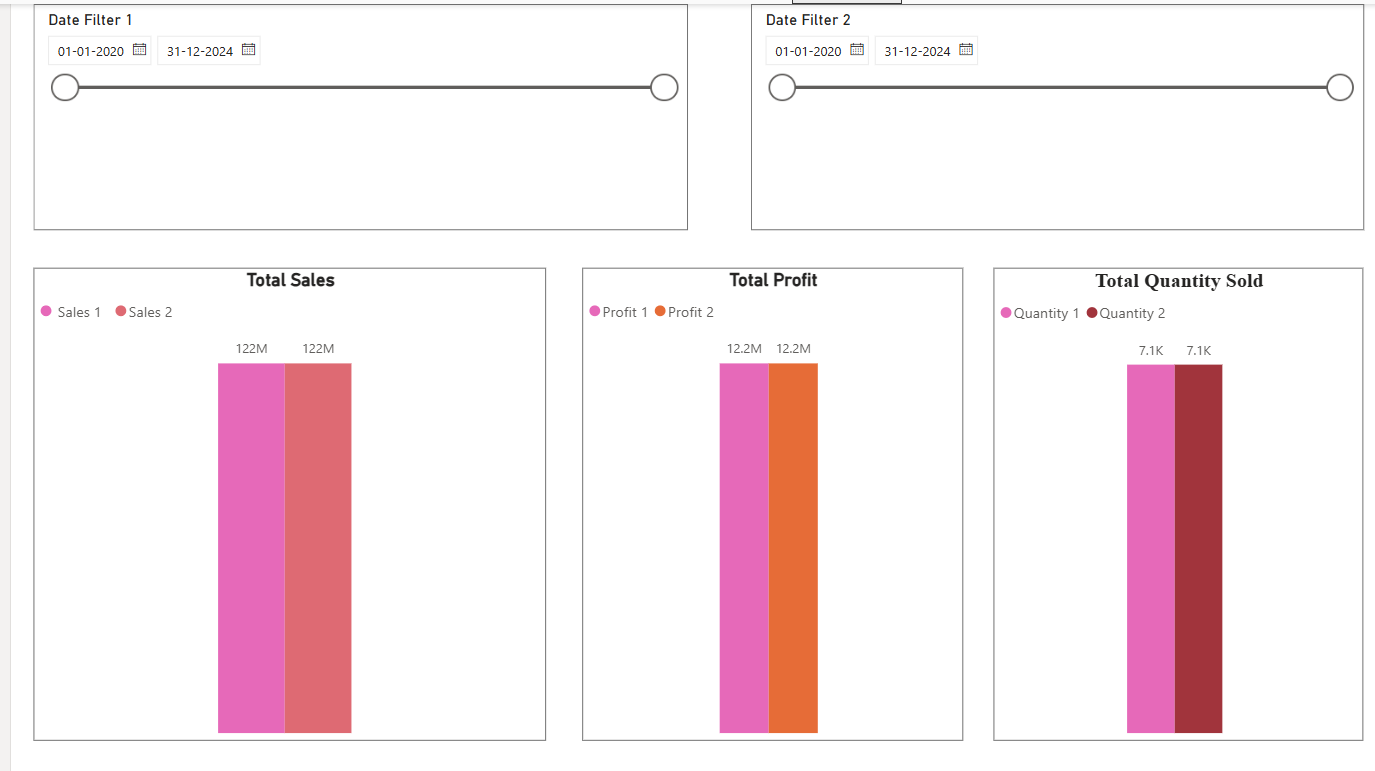 Date Filter 1
01-01-2020 31-12-2024
Date Filter 2
01-01-2020 31-12-2024
Total Sales
Sales 1 Sales 2
122M 122M
Total Profit
Profit 1 Profit 2
12.2M 12.2M
Total Quantity Sold
Quantity 1 Quantity 2
7.1K 7.1K